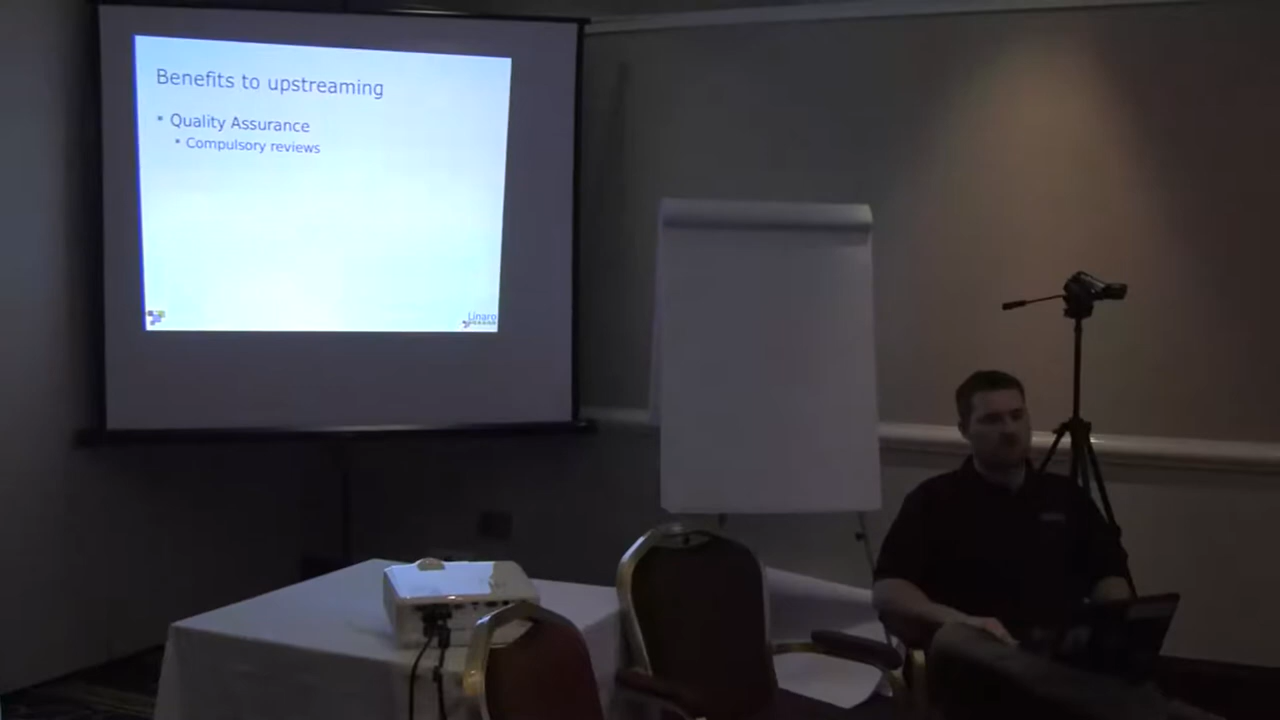 Benefits to upstreaming
Quality Assurance
Compulsory reviews
Linaro